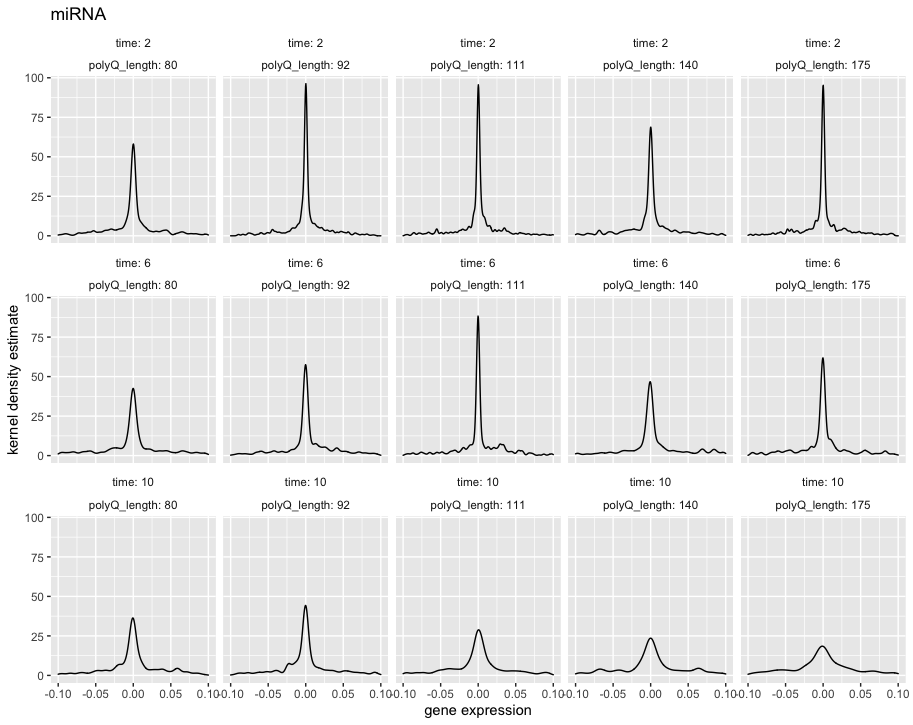 miRNA
time: 2 time: 2 time: 2 time: 2 time: 2
polyQ_length: 80 polyQ_length: 92 polyQ_length: 111 polyQ_length: 140 polyQ_length: 175
100
75
50
25
0
time: 6 time: 6 time: 6 time: 6 time: 6
polyQ_length: 80 polyQ_length: 92 polyQ_length: 111 polyQ_length: 140 polyQ_length: 175
100
75
50
25
0
kernel density estimate
time: 10 time: 10 time: 10 time: 10 time: 10
polyQ_length: 80 polyQ_length: 92 polyQ_length: 111 polyQ_length: 140 polyQ_length: 175
100
75
50
25
0
-0.10 -0.05 0.00 0.05 0.10 -0.10 -0.05 0.00 0.05 0.10 -0.10 -0.05 0.00 0.05 0.10 -0.10 -0.05 0.00 0.05 0.10 -0.10 -0.05 0.00 0.05 0.10
gene expression